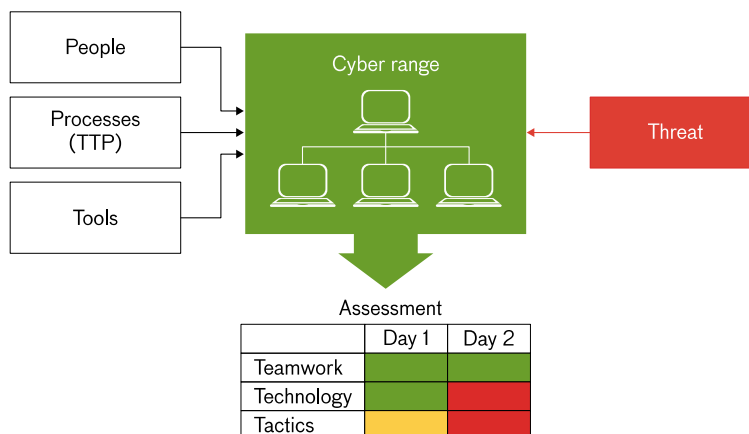 People
Cyber range
Processes
(TTP)
Threat
Tools
Assessment
Day 1 Day 2
Teamwork
Technology
Tactics